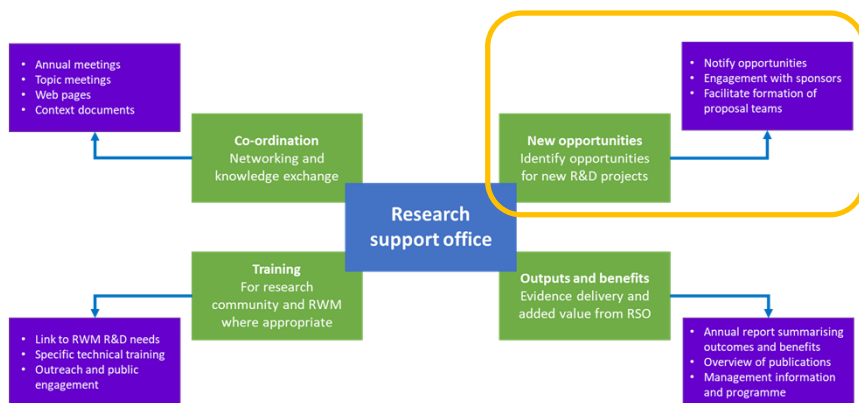 • Annual meetings
• Topic meetings
• Web pages
• Context documents
• Notify opportunities
• Engagement with sponsors
• Facilitate formation of
proposal teams
Co-ordination
Networking and
knowledge exchange
New opportunities
Identify opportunities
for new R&D projects
Research
support office
Training
For research
community and RWM
where appropriate
Outputs and benefits
Evidence delivery and
added value from RSO
• Link to RWM R&D needs
• Specific technical training
• Outreach and public
engagement
• Annual report summarising
outcomes and benefits
• Overview of publications
• Management information
and programme